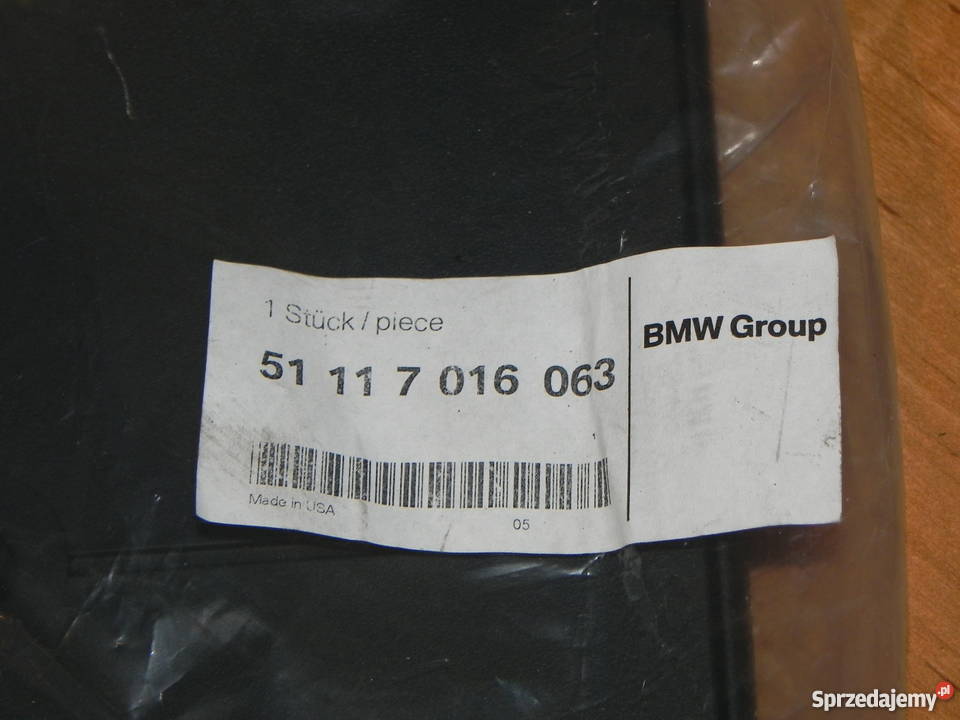 1 Stück / piece
51 11 7 016 063
BMW Group
Made in USA
05
Sprzedajemy.pl